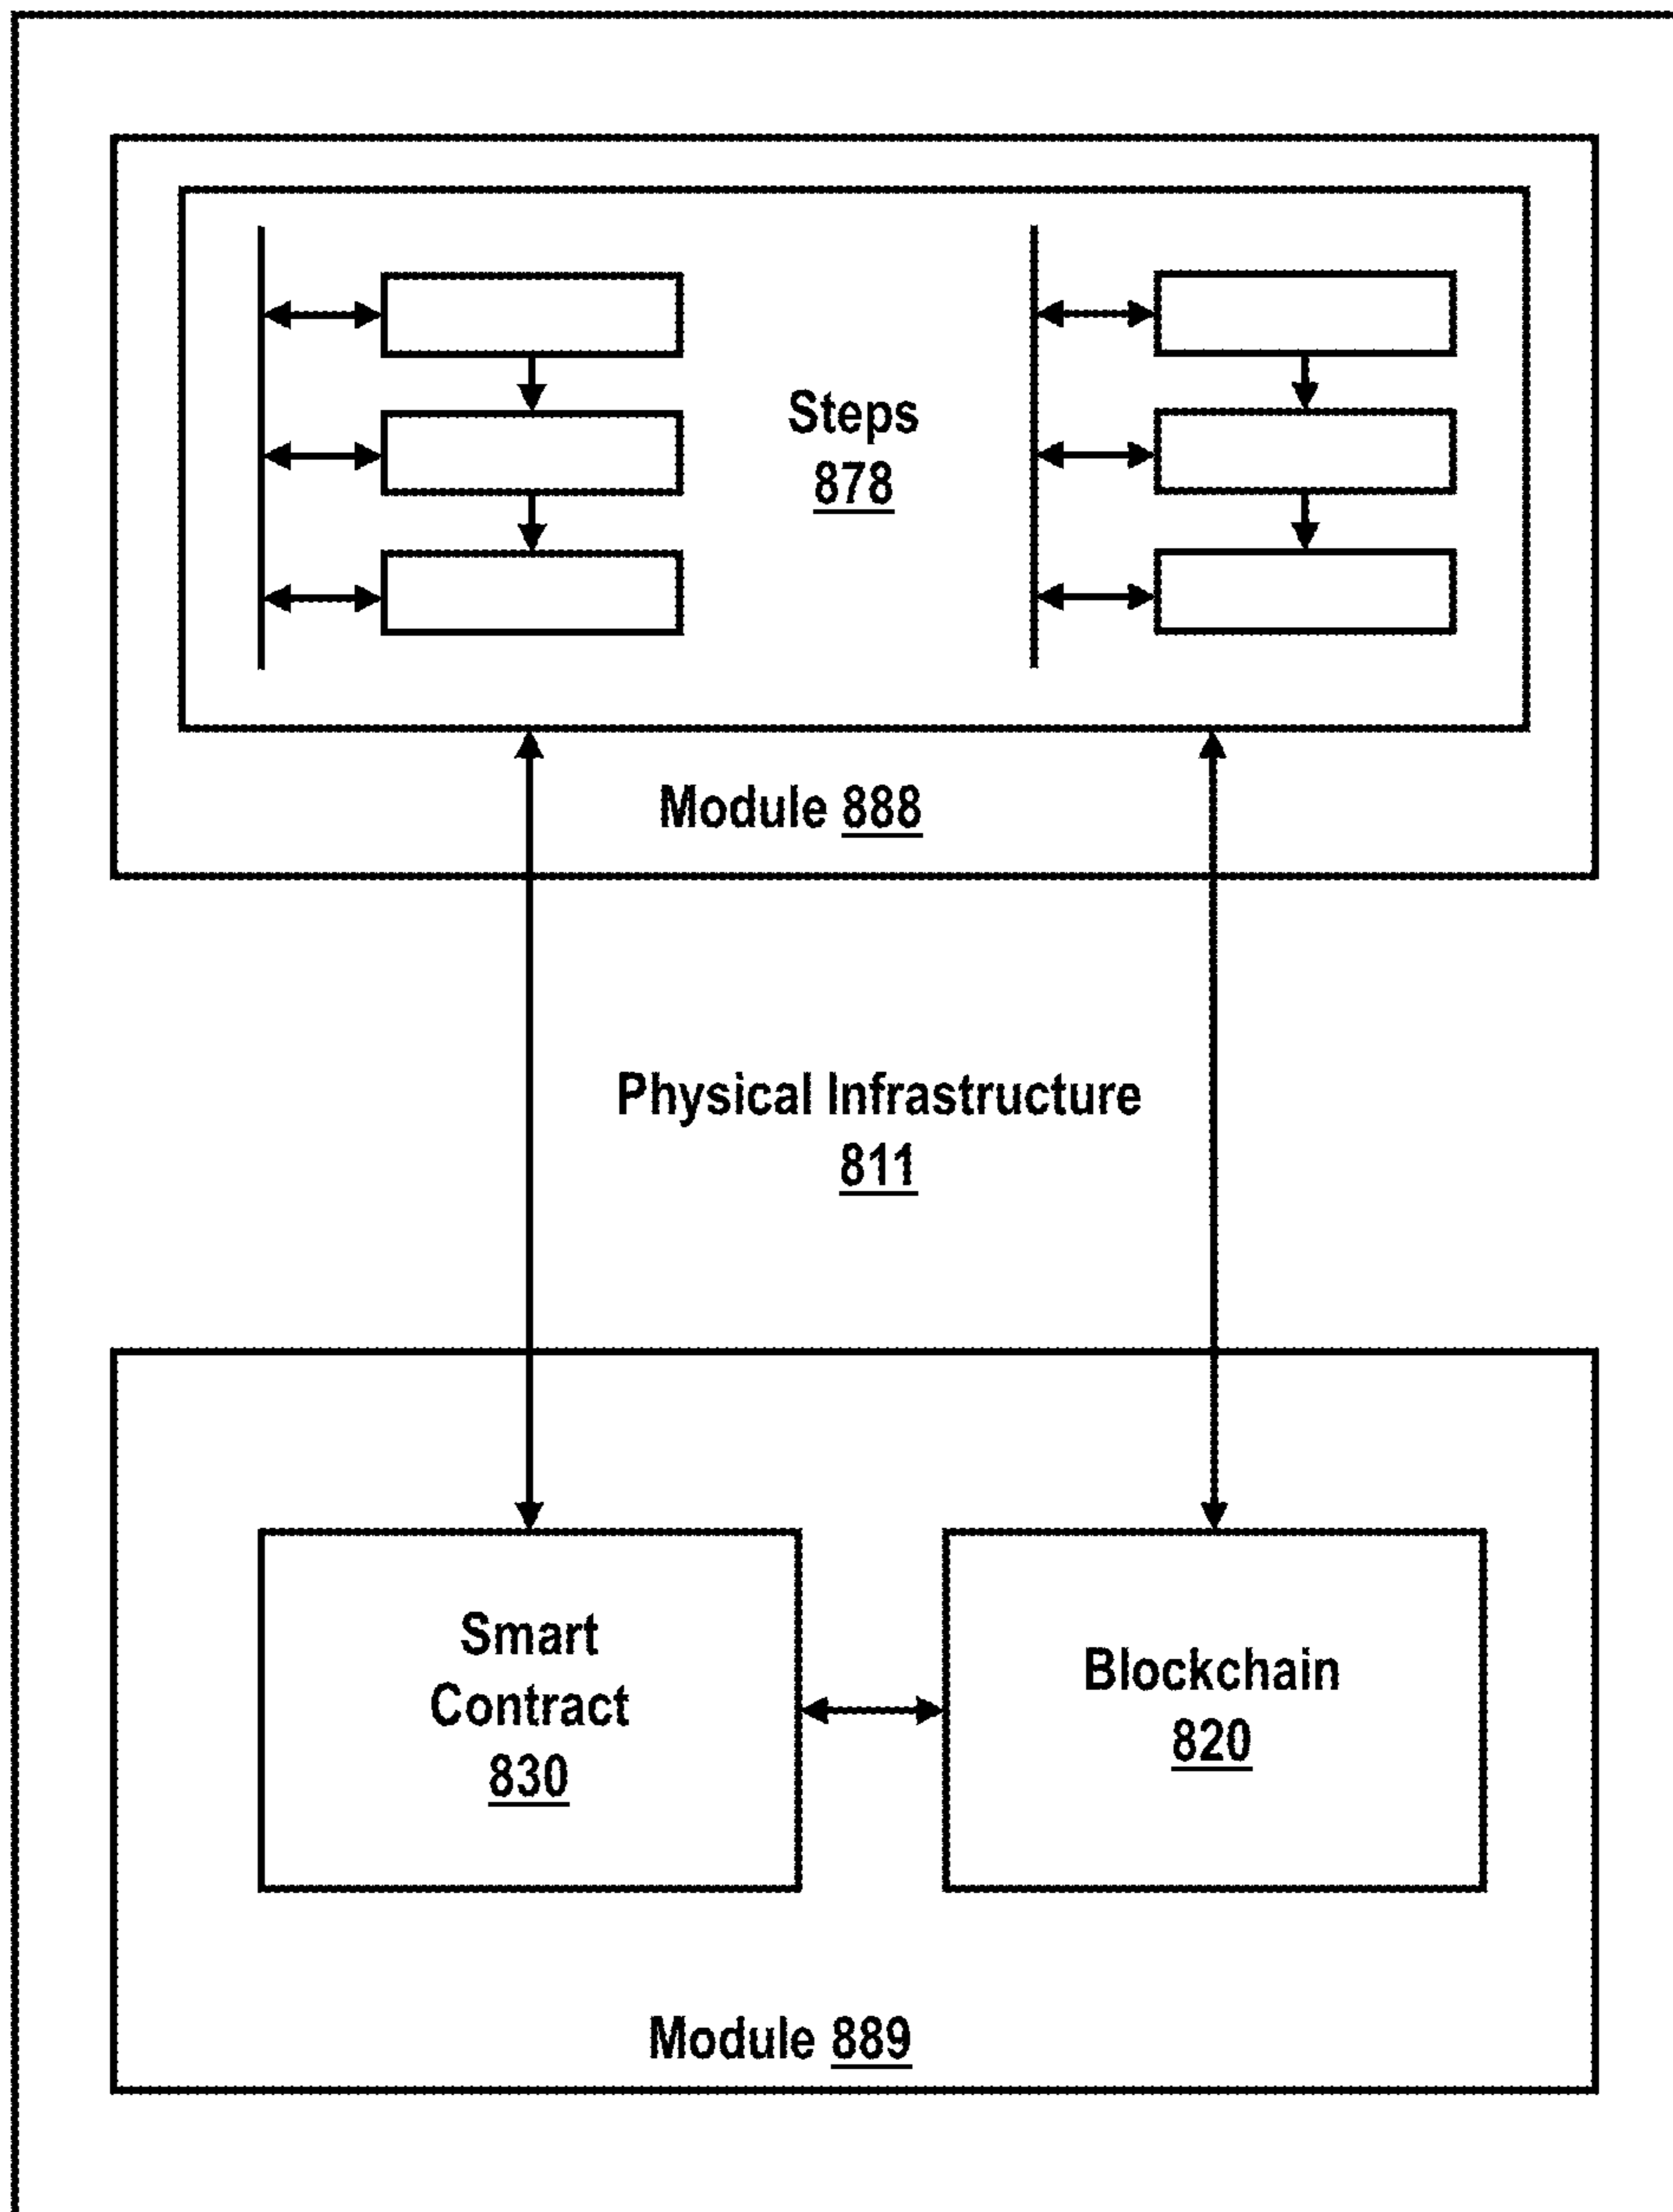 Steps
878
Module 888
Physical Infrastructure
811
Smart
Contract
830
Blockchain
820
Module 889